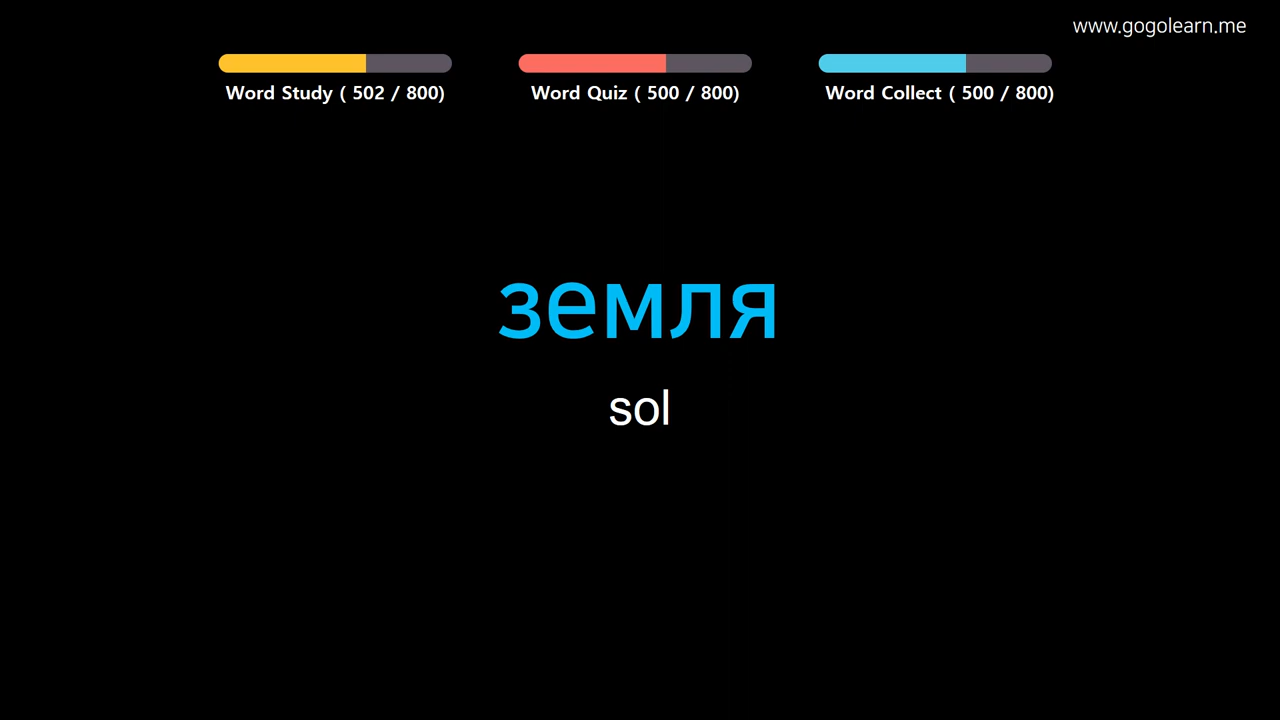 www.gogolearn.me
Word Study ( 502 / 800)
Word Quiz ( 500 / 800)
Word Collect ( 500 / 800)
земля
sol